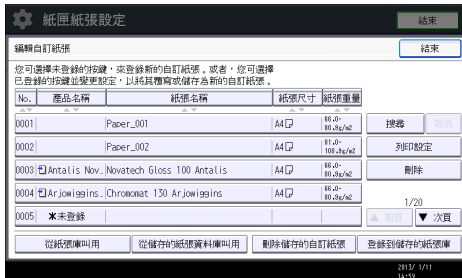 紙匣紙張設定
結束
編輯自訂紙張
結束
您可選擇未登錄的按鍵，來登錄新的自訂紙張。或者，您可選擇
已登錄的按鍵並變更設定，以將其覆寫或儲存為新的自訂紙張。
No. 產品名稱 紙張名稱 紙張尺寸 紙張重量
0001 Paper_001 A4 66.0-80.9g/m2
搜尋 取消
0002 Paper_002 A4 81.0-100.9g/m2
列印設定
0003 Antalis Nov… Novatech Gloss 100 Antalis A4 66.0-80.9g/m2
刪除
0004 Arjowiggins… Chromomat 130 Arjowiggins A4 66.0-80.9g/m2
1/20
0005 ✱未登錄
▲ 前頁 ▼ 次頁
從紙張庫叫用 從儲存的紙張資料庫叫用 刪除儲存的自訂紙張 登錄到儲存的紙張庫
2013/ 1/11
14:59